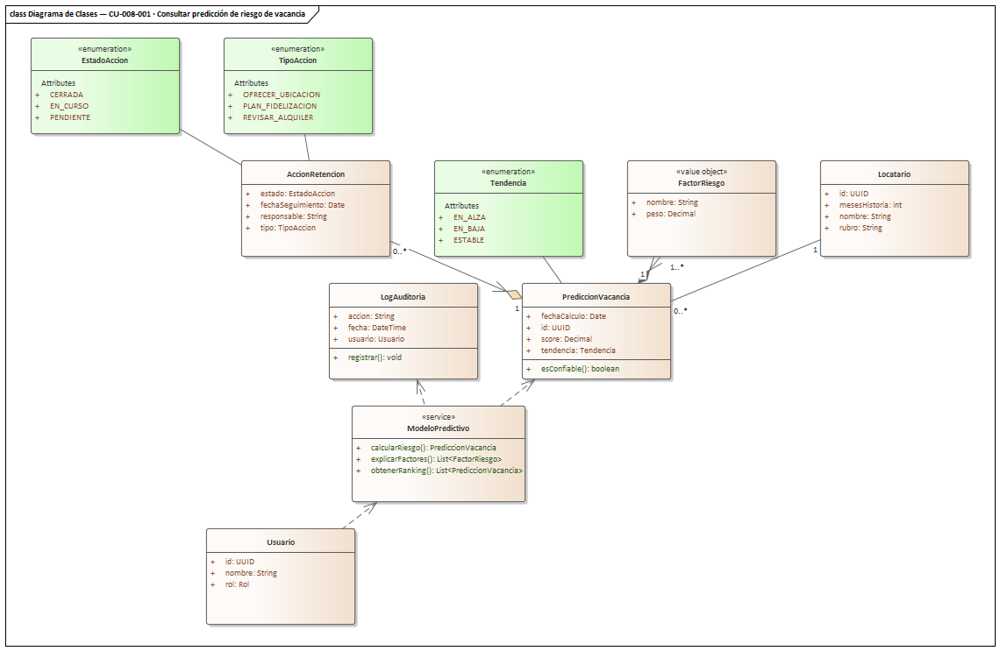 class Diagrama de Clases — CU-008-001 · Consultar predicción de riesgo de vacancia
«enumeration»
EstadoAccion
Attributes
+ CERRADA
+ EN_CURSO
+ PENDIENTE
«enumeration»
TipoAccion
Attributes
+ OFRECER_UBICACION
+ PLAN_FIDELIZACION
+ REVISAR_ALQUILER
AccionRetencion
+ estado: EstadoAccion
+ fechaSeguimiento: Date
+ responsable: String
+ tipo: TipoAccion
«enumeration»
Tendencia
Attributes
+ EN_ALZA
+ EN_BAJA
+ ESTABLE
«value object»
FactorRiesgo
+ nombre: String
+ peso: Decimal
Locatario
+ id: UUID
+ mesesHistoria: int
+ nombre: String
+ rubro: String
0..*
1
1..*
1
1
0..*
LogAuditoria
+ accion: String
+ fecha: DateTime
+ usuario: Usuario
+ registrar(): void
PrediccionVacancia
+ fechaCalculo: Date
+ id: UUID
+ score: Decimal
+ tendencia: Tendencia
+ esConfiable(): boolean
«service»
ModeloPredictivo
+ calcularRiesgo(): PrediccionVacancia
+ explicarFactores(): List<FactorRiesgo>
+ obtenerRanking(): List<PrediccionVacancia>
Usuario
+ id: UUID
+ nombre: String
+ rol: Rol